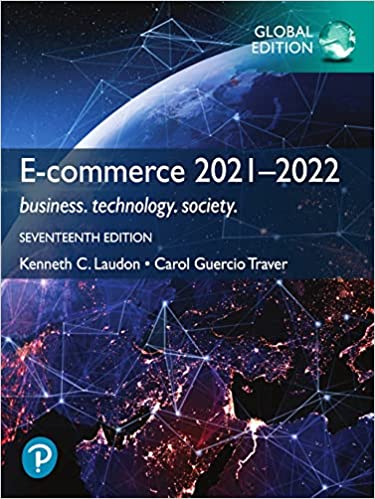 GLOBAL
EDITION
E-commerce 2021–2022
business. technology. society.
SEVENTEENTH EDITION
Kenneth C. Laudon • Carol Guercio Traver
P